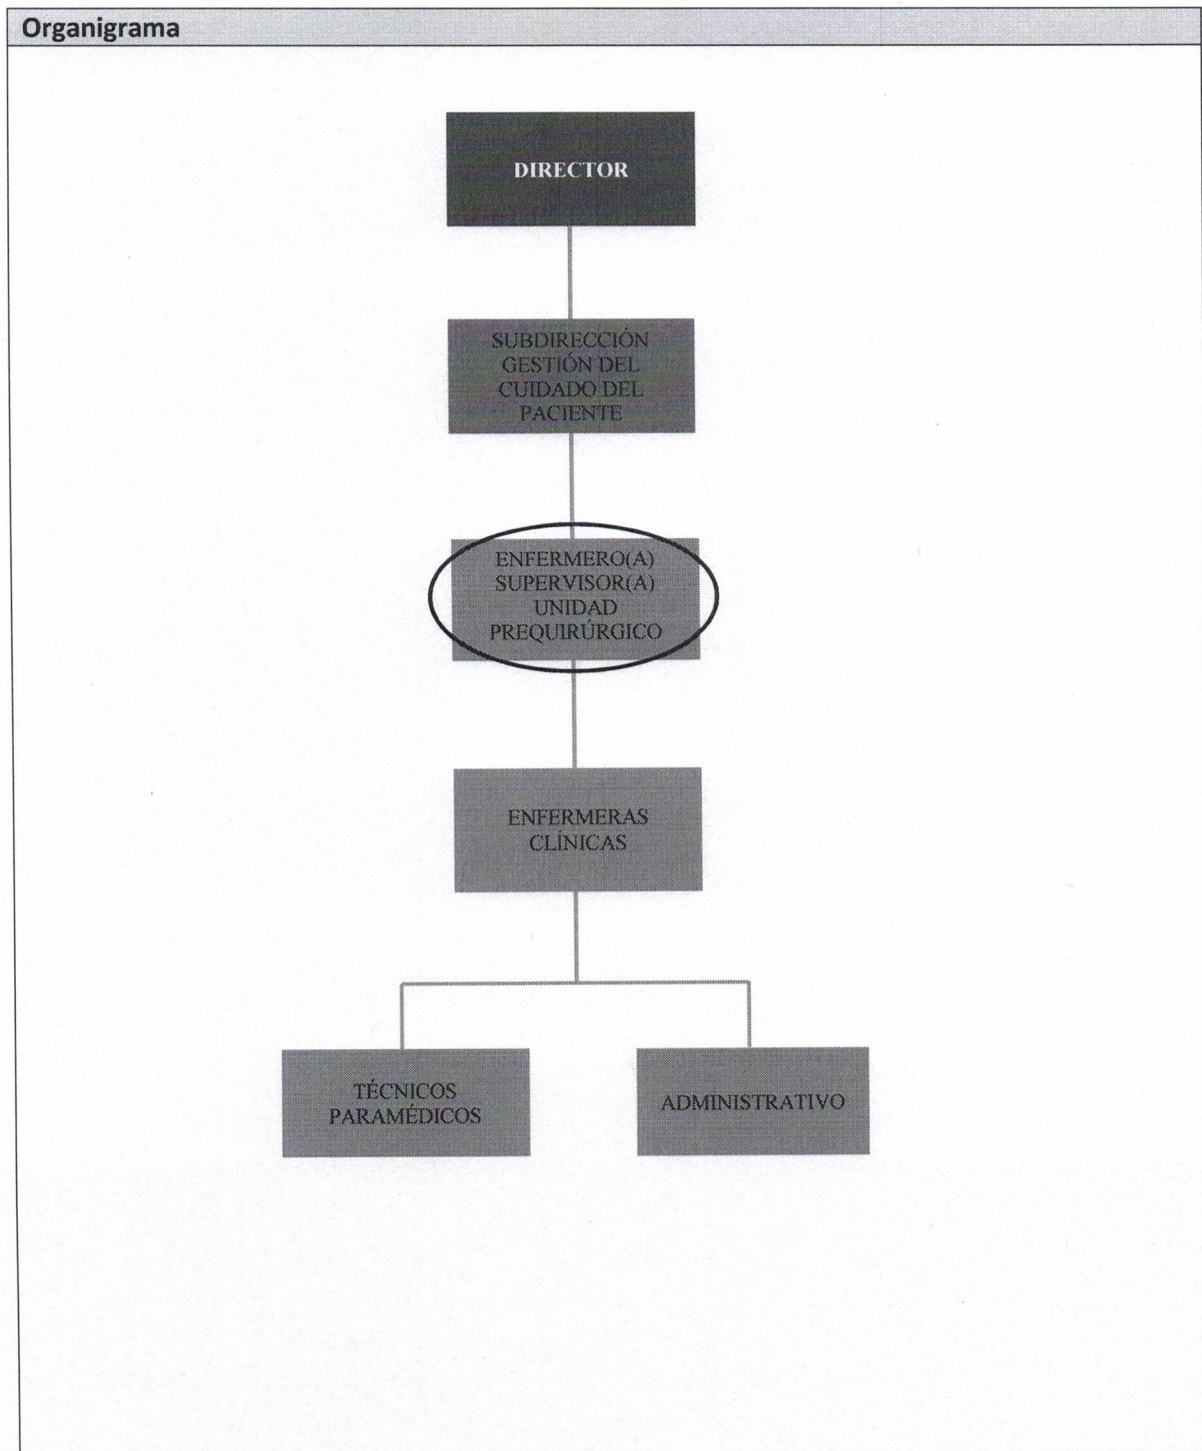 Organigrama
DIRECTOR
SUBDIRECCIÓN
GESTIÓN DEL
CUIDADO DEL
PACIENTE
ENFERMERO(A)
SUPERVISOR(A)
UNIDAD
PREQUIRÚRGICO
ENFERMERAS
CLÍNICAS
TÉCNICOS
PARAMÉDICOS
ADMINISTRATIVO